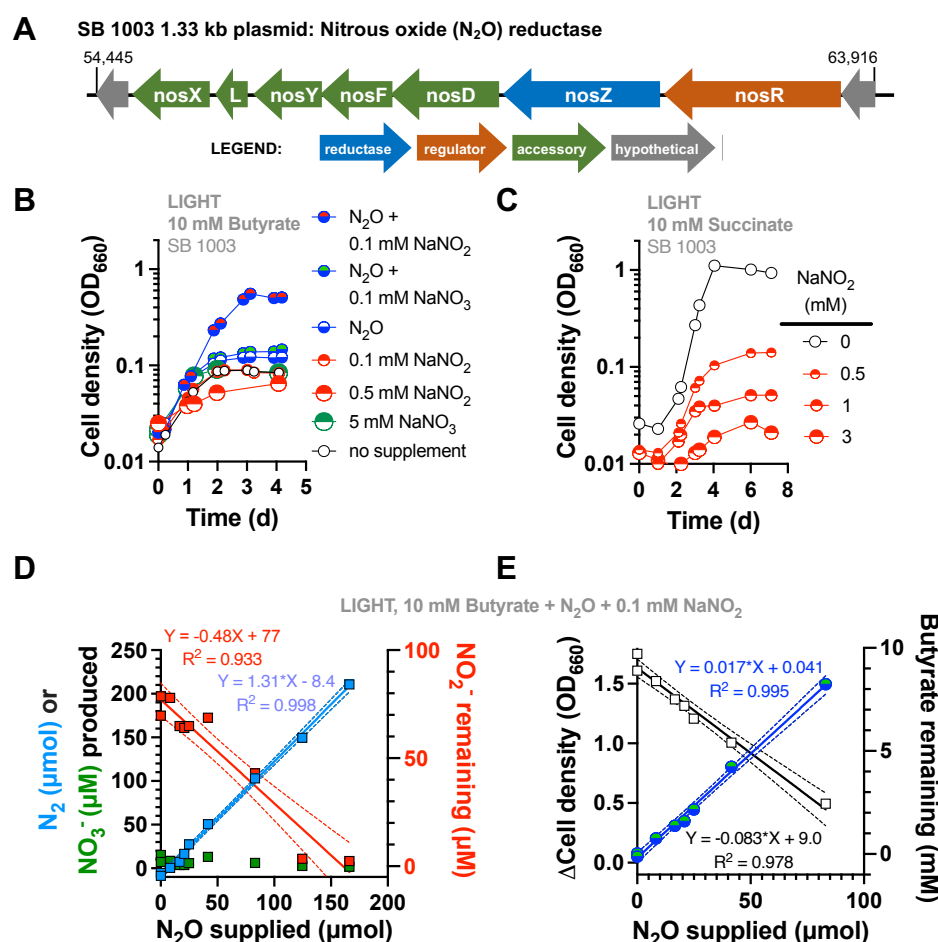 A
SB 1003 1.33 kb plasmid: Nitrous oxide (N₂O) reductase
54,445
63,916
nosX
L
nosY
nosF
nosD
nosZ
nosR
LEGEND:
reductase
regulator
accessory
hypothetical
B
LIGHT
10 mM Butyrate
SB 1003
Cell density (OD₆₆₀)
1
0.1
0.01
0 1 2 3 4 5
Time (d)
N₂O +
0.1 mM NaNO₂
N₂O +
0.1 mM NaNO₃
N₂O
0.1 mM NaNO₂
0.5 mM NaNO₂
5 mM NaNO₃
no supplement
C
LIGHT
10 mM Succinate
SB 1003
Cell density (OD₆₆₀)
1
0.1
0.01
0 2 4 6 8
Time (d)
NaNO₂
(mM)
0
0.5
1
3
LIGHT, 10 mM Butyrate + N₂O + 0.1 mM NaNO₂
D
Y = -0.48X + 77
R² = 0.933
Y = 1.31*X - 8.4
R² = 0.998
N₂ (μmol) or
NO₃⁻ (μM) produced
250
200
150
100
50
0
NO₂⁻ remaining (μM)
100
50
0
0 50 100 150 200
N₂O supplied (μmol)
E
Y = 0.017*X + 0.041
R² = 0.995
Y = -0.083*X + 9.0
R² = 0.978
ΔCell density (OD₆₆₀)
1.5
1.0
0.5
0.0
Butyrate remaining (mM)
10
5
0
0 50 100
N₂O supplied (μmol)